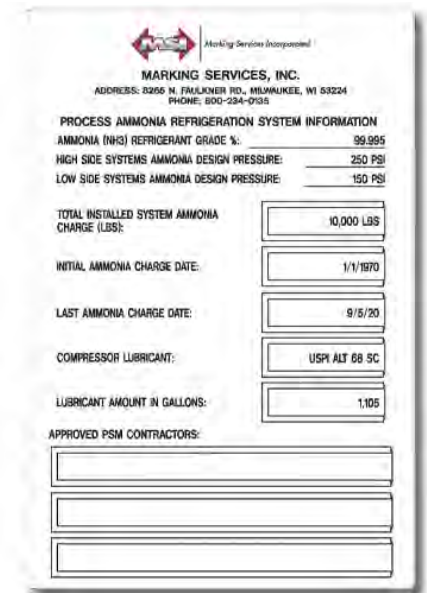 MSI Marking Services Incorporated
MARKING SERVICES, INC.
ADDRESS: 8265 N. FAULKNER RD., MILWAUKEE, WI 53224
PHONE: 800-234-0135
PROCESS AMMONIA REFRIGERATION SYSTEM INFORMATION
AMMONIA (NH3) REFRIGERANT GRADE %: 99.995
HIGH SIDE SYSTEMS AMMONIA DESIGN PRESSURE: 250 PSI
LOW SIDE SYSTEMS AMMONIA DESIGN PRESSURE: 150 PSI
TOTAL INSTALLED SYSTEM AMMONIA
CHARGE (LBS): 10,000 LBS
INITIAL AMMONIA CHARGE DATE: 1/1/1970
LAST AMMONIA CHARGE DATE: 9/5/20
COMPRESSOR LUBRICANT: USPI ALT 68 SC
LUBRICANT AMOUNT IN GALLONS: 1,105
APPROVED PSM CONTRACTORS: